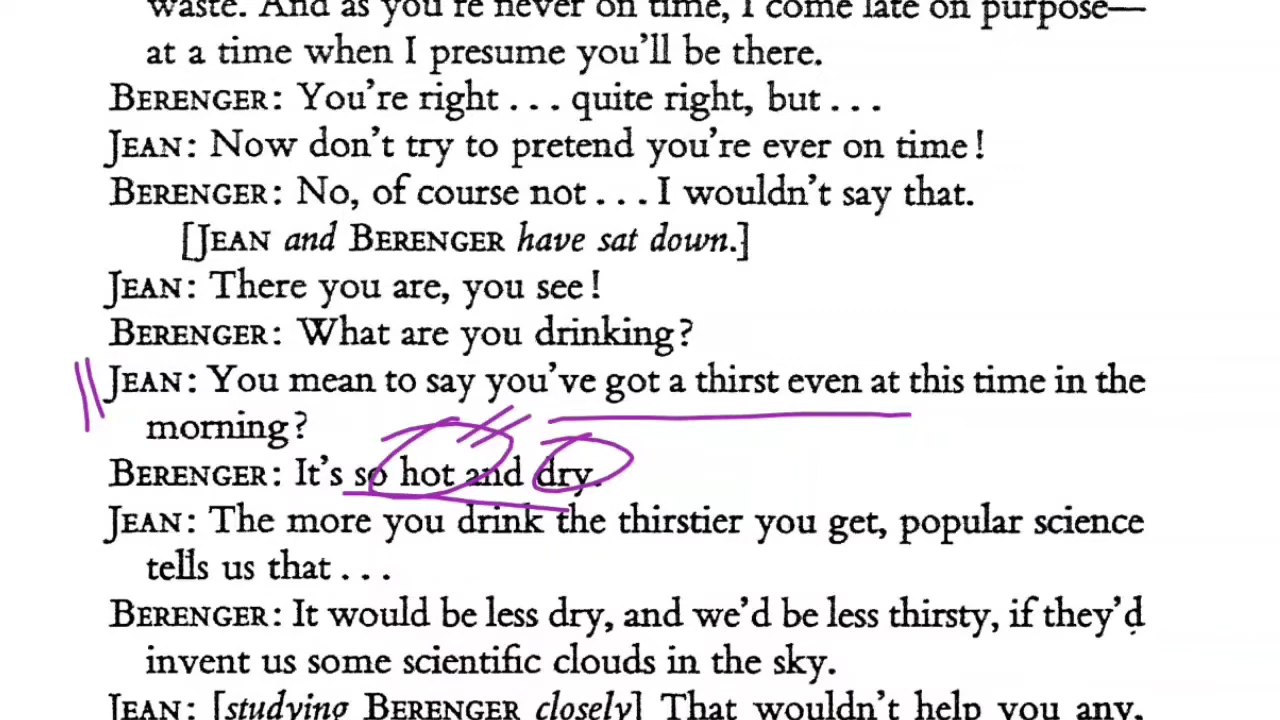 waste. And as you're never on time, I come late on purpose—
at a time when I presume you'll be there.
BERENGER: You're right . . . quite right, but . . .
JEAN: Now don't try to pretend you're ever on time!
BERENGER: No, of course not . . . I wouldn't say that.
[JEAN and BERENGER have sat down.]
JEAN: There you are, you see!
BERENGER: What are you drinking?
JEAN: You mean to say you've got a thirst even at this time in the
morning?
BERENGER: It's so hot and dry.
JEAN: The more you drink the thirstier you get, popular science
tells us that . . .
BERENGER: It would be less dry, and we'd be less thirsty, if they'd
invent us some scientific clouds in the sky.
JEAN: [studying BERENGER closely] That wouldn't help you any,